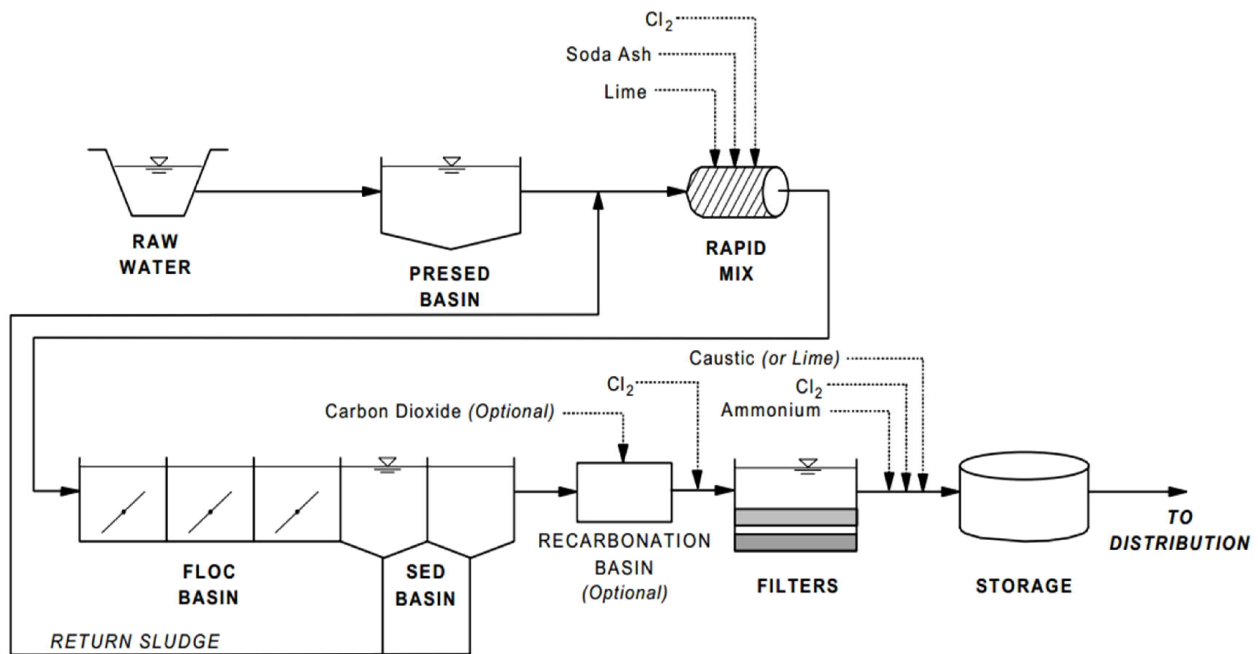 Cl₂
Soda Ash
Lime
RAW
WATER
PRESED
BASIN
RAPID
MIX
Caustic (or Lime)
Cl₂
Cl₂
Carbon Dioxide (Optional)
Ammonium
FLOC
BASIN
SED
BASIN
RECARBONATION
BASIN
(Optional)
FILTERS
STORAGE
TO
DISTRIBUTION
RETURN SLUDGE